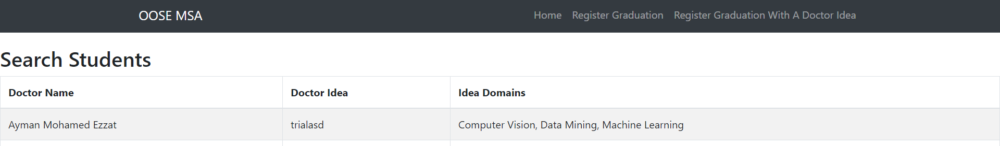 OOSE MSA Home Register Graduation Register Graduation With A Doctor Idea
Search Students
Doctor Name Doctor Idea Idea Domains
Ayman Mohamed Ezzat trialasd Computer Vision, Data Mining, Machine Learning